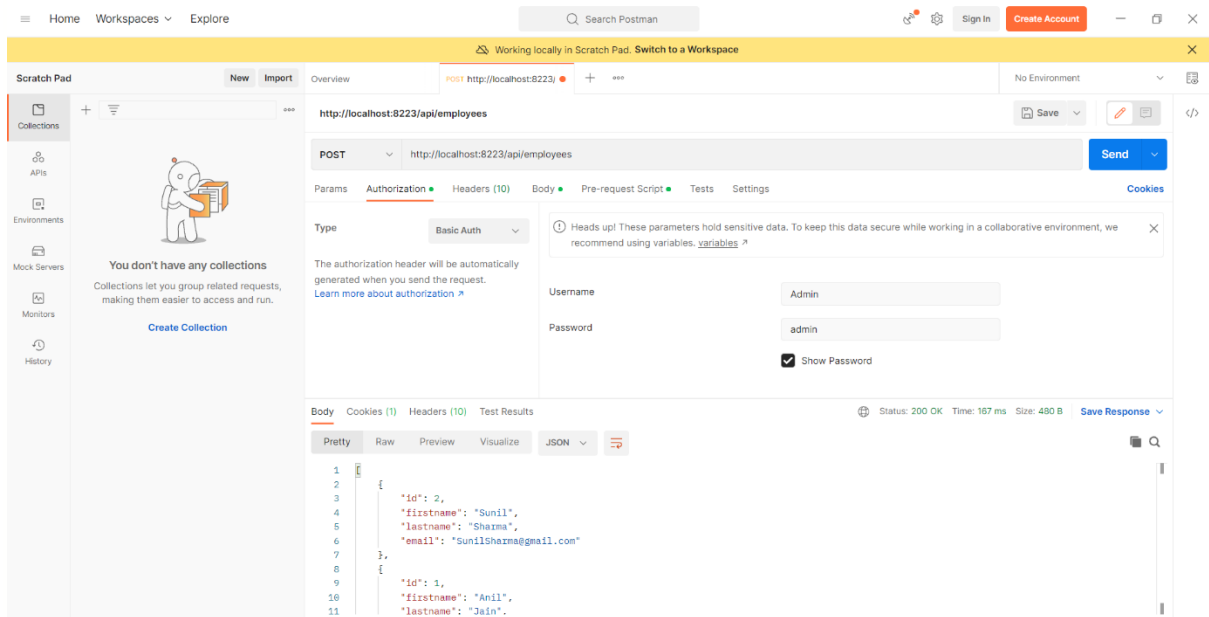 Home Workspaces Explore Search Postman Sign In Create Account
Working locally in Scratch Pad. Switch to a Workspace
Scratch Pad New Import Overview POST http://localhost:8223/ No Environment
Collections
APIs
Environments
Mock Servers
Monitors
History
You don't have any collections
Collections let you group related requests,
making them easier to access and run.
Create Collection
http://localhost:8223/api/employees Save
POST http://localhost:8223/api/employees Send
Params Authorization Headers (10) Body Pre-request Script Tests Settings Cookies
Type Basic Auth
The authorization header will be automatically
generated when you send the request.
Learn more about authorization
Heads up! These parameters hold sensitive data. To keep this data secure while working in a collaborative environment, we
recommend using variables. variables
Username Admin
Password admin
Show Password
Body Cookies (1) Headers (10) Test Results Status: 200 OK Time: 167 ms Size: 480 B Save Response
Pretty Raw Preview Visualize JSON
1 [
2 {
3 "id": 2,
4 "firstname": "Sunil",
5 "lastname": "Sharma",
6 "email": "SunilSharma@gmail.com"
7 },
8 {
9 "id": 1,
10 "firstname": "Anil",
11 "lastname": "Jain",